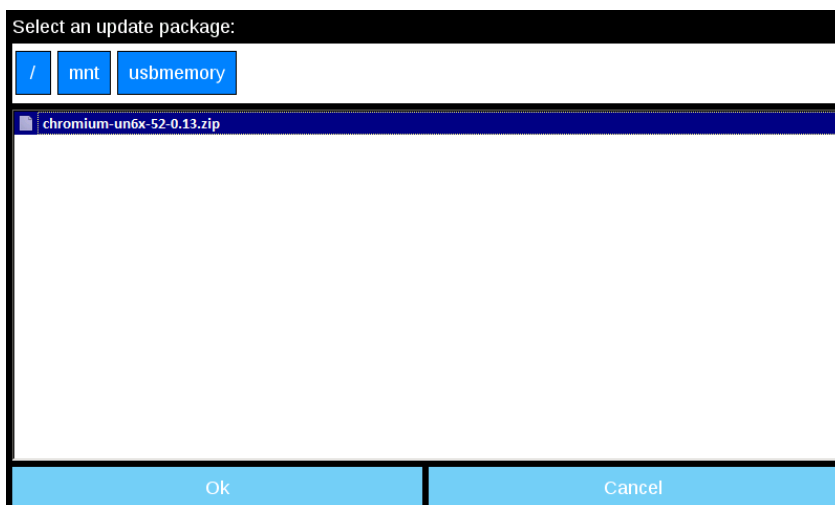 Select an update package:
/ mnt usbmemory
chromium-un6x-52-0.13.zip
Ok Cancel